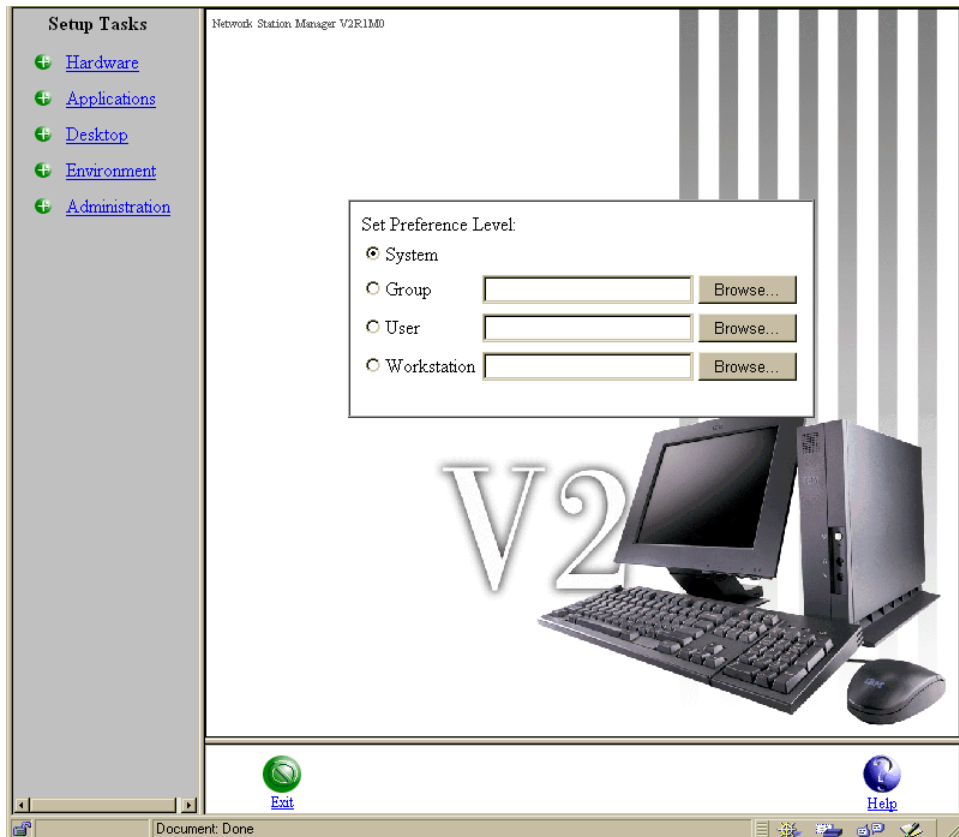 Setup Tasks
Hardware
Applications
Desktop
Environment
Administration
Network Station Manager V2R1M0
Set Preference Level:
System
Group Browse...
User Browse...
Workstation Browse...
V2
IBM
Exit
Help
Document: Done